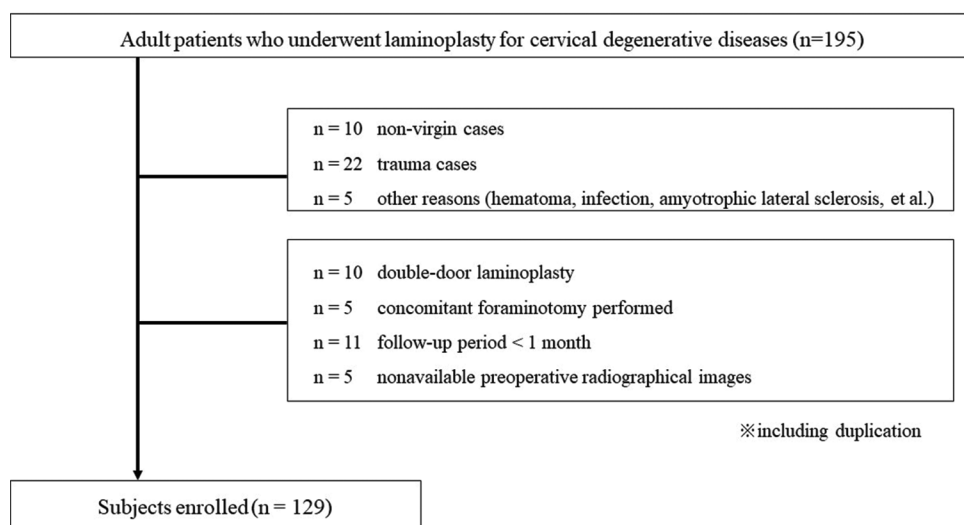 Adult patients who underwent laminoplasty for cervical degenerative diseases (n=195)
n = 10 non-virgin cases
n = 22 trauma cases
n = 5 other reasons (hematoma, infection, amyotrophic lateral sclerosis, et al.)
n = 10 double-door laminoplasty
n = 5 concomitant foraminotomy performed
n = 11 follow-up period < 1 month
n = 5 nonavailable preoperative radiographical images
※including duplication
Subjects enrolled (n = 129)